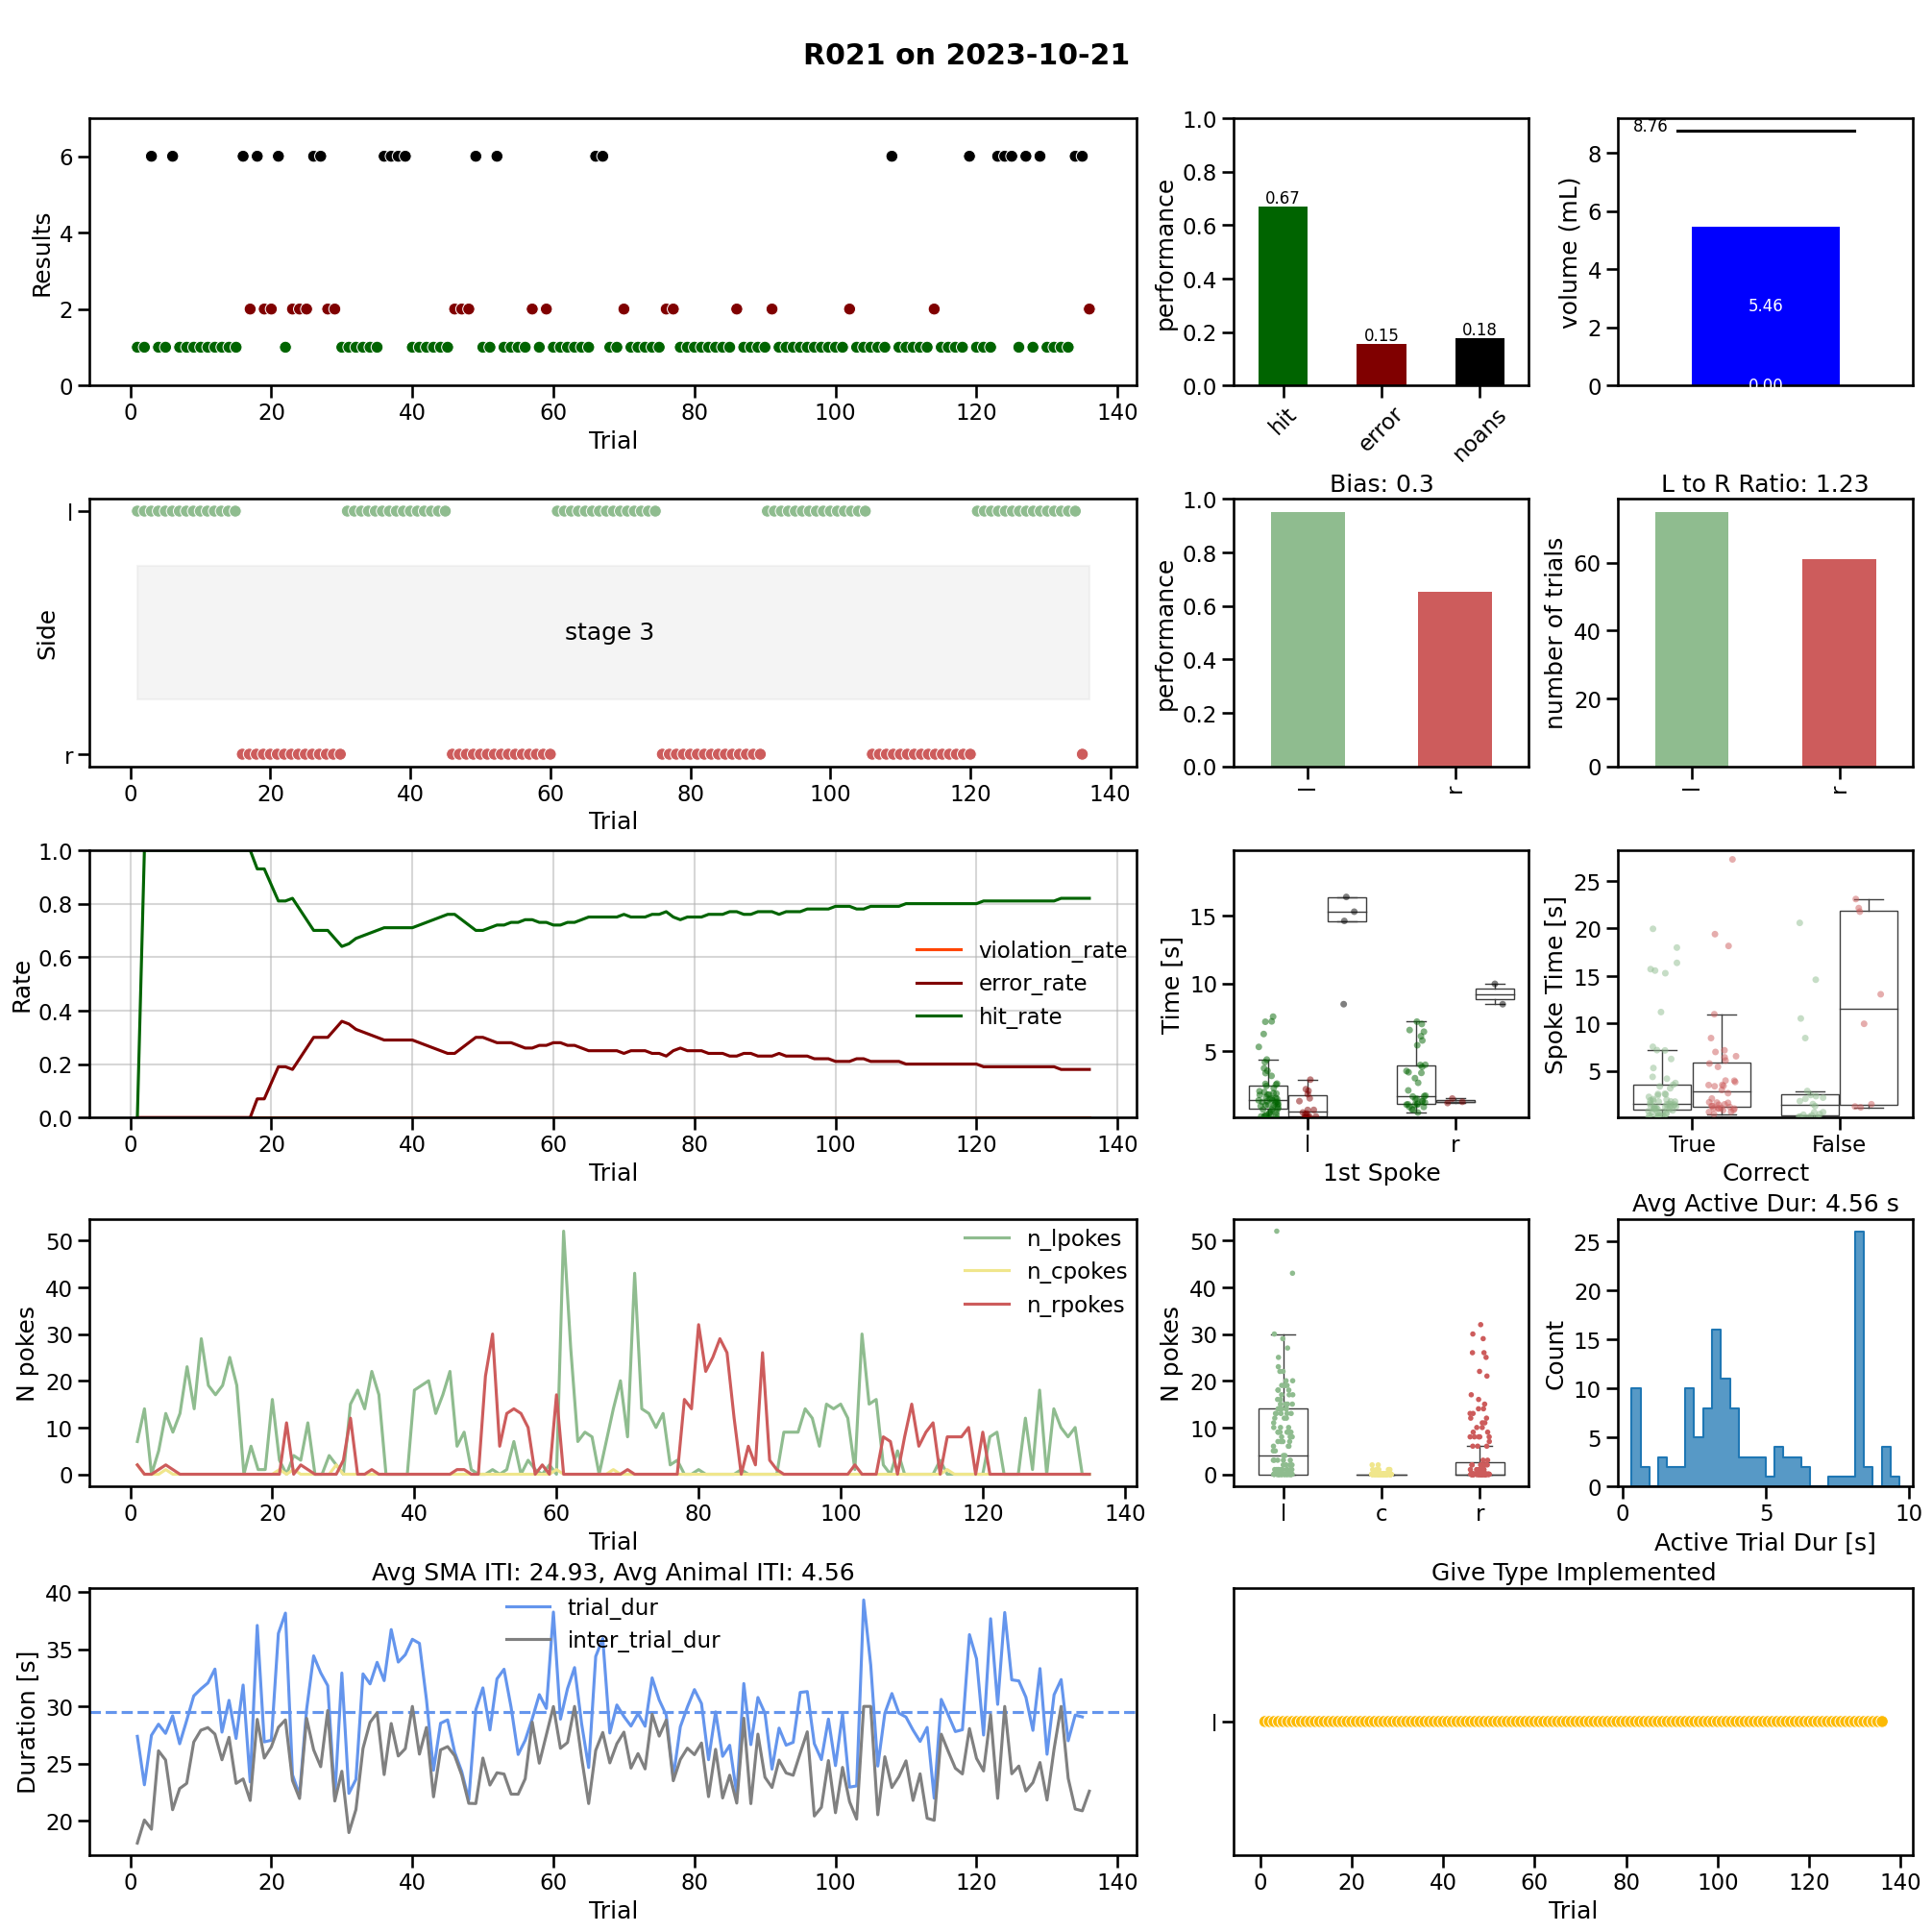 R021 on 2023-10-21
Results
6
4
2
0
0 20 40 60 80 100 120 140
Trial
performance
1.0
0.8
0.6
0.4
0.2
0.0
0.67
0.15
0.18
hit error noans
volume (mL)
8
6
4
2
0
8.76
5.46
0.00
Side
l
r
stage 3
0 20 40 60 80 100 120 140
Trial
Bias: 0.3
performance
1.0
0.8
0.6
0.4
0.2
0.0
l r
L to R Ratio: 1.23
number of trials
60
40
20
0
l r
Rate
1.0
0.8
0.6
0.4
0.2
0.0
violation_rate
error_rate
hit_rate
0 20 40 60 80 100 120 140
Trial
Time [s]
15
10
5
l r
1st Spoke
Spoke Time [s]
25
20
15
10
5
True False
Correct
N pokes
50
40
30
20
10
0
n_lpokes
n_cpokes
n_rpokes
0 20 40 60 80 100 120 140
Trial
N pokes
50
40
30
20
10
0
l c r
Avg Active Dur: 4.56 s
Count
25
20
15
10
5
0
0 5 10
Active Trial Dur [s]
Avg SMA ITI: 24.93, Avg Animal ITI: 4.56
Duration [s]
40
35
30
25
20
trial_dur
inter_trial_dur
0 20 40 60 80 100 120 140
Trial
Give Type Implemented
l
0 20 40 60 80 100 120 140
Trial